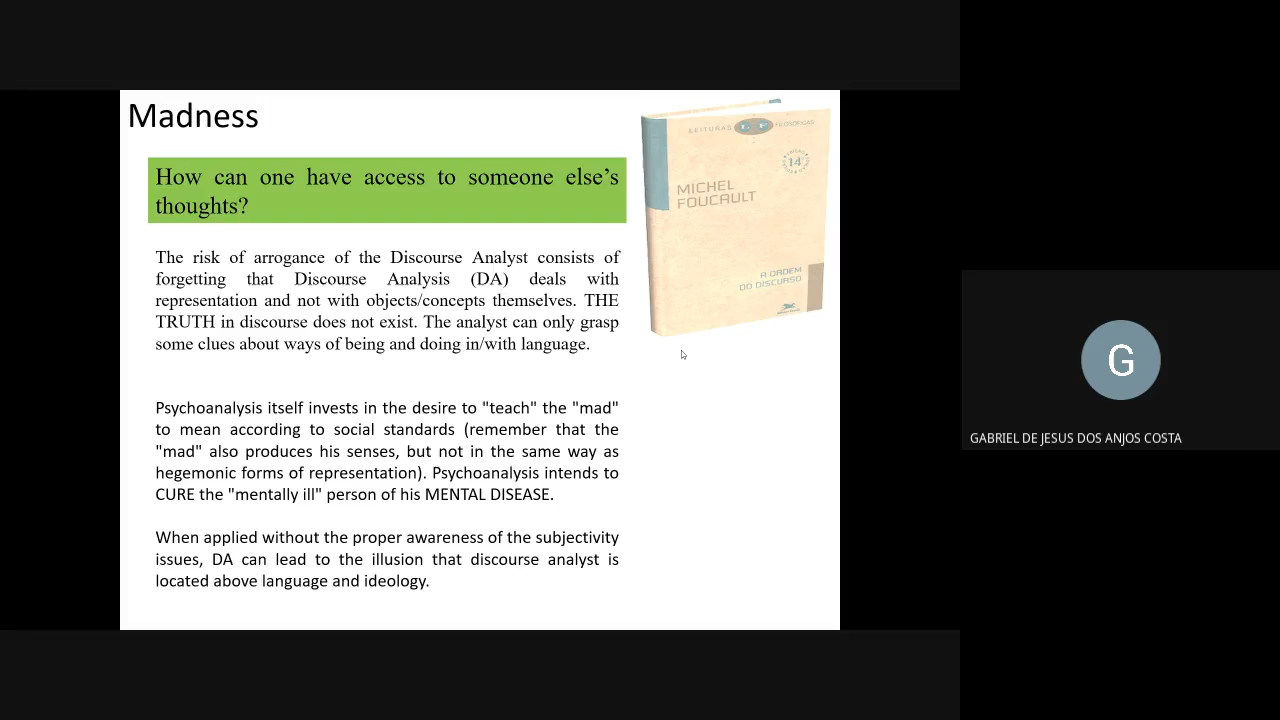 Madness
How can one have access to someone else's
thoughts?
The risk of arrogance of the Discourse Analyst consists of
forgetting that Discourse Analysis (DA) deals with
representation and not with objects/concepts themselves. THE
TRUTH in discourse does not exist. The analyst can only grasp
some clues about ways of being and doing in/with language.
Psychoanalysis itself invests in the desire to "teach" the "mad"
to mean according to social standards (remember that the
"mad" also produces his senses, but not in the same way as
hegemonic forms of representation). Psychoanalysis intends to
CURE the "mentally ill" person of his MENTAL DISEASE.
When applied without the proper awareness of the subjectivity
issues, DA can lead to the illusion that discourse analyst is
located above language and ideology.
LEITURAS FILOSÓFICAS
14ª
MICHEL
FOUCAULT
A ORDEM
DO DISCURSO
G
GABRIEL DE JESUS DOS ANJOS COSTA